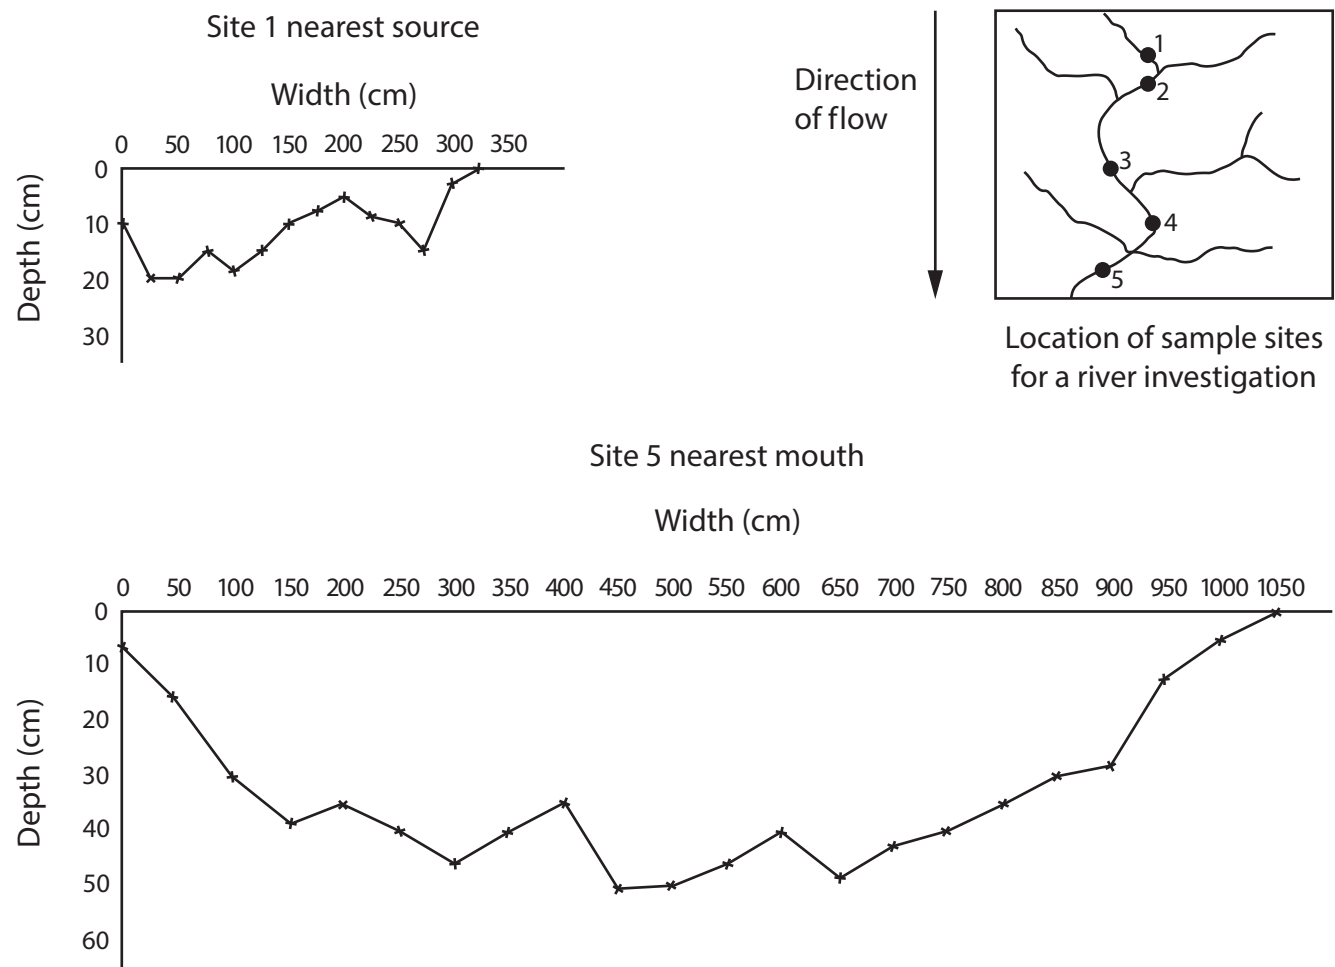 Site 1 nearest source
Width (cm)
0 50 100 150 200 250 300 350
Depth (cm)
0
10
20
30
Direction
of flow
1
2
3
4
5
Location of sample sites
for a river investigation
Site 5 nearest mouth
Width (cm)
0 50 100 150 200 250 300 350 400 450 500 550 600 650 700 750 800 850 900 950 1000 1050
Depth (cm)
0
10
20
30
40
50
60